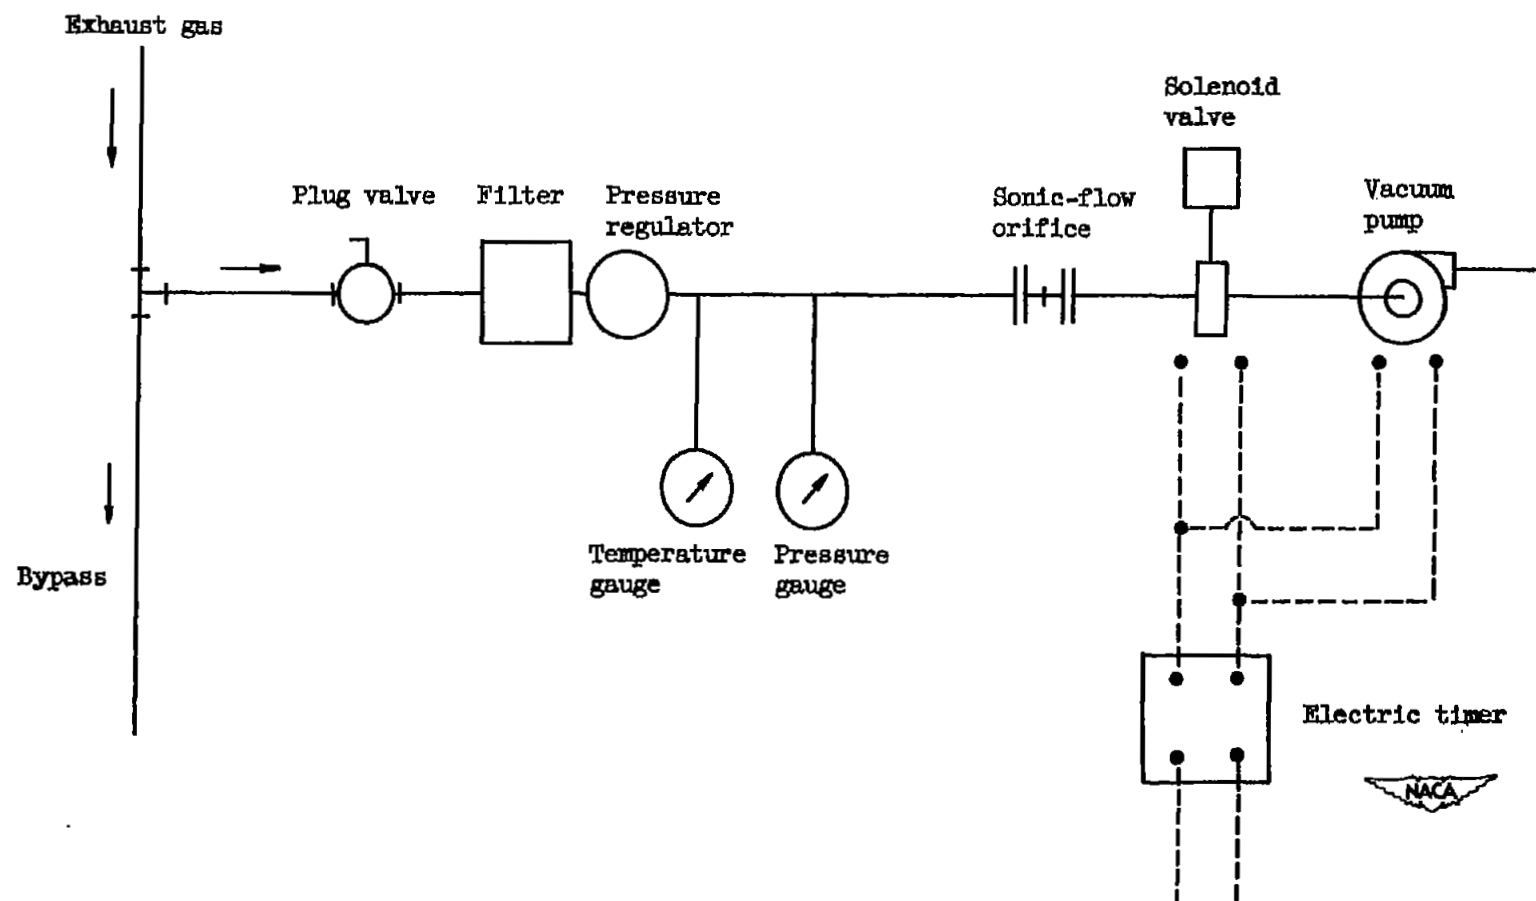 Exhaust gas
Solenoid
valve
Plug valve
Filter
Pressure
regulator
Sonic-flow
orifice
Vacuum
pump
Temperature
gauge
Pressure
gauge
Bypass
Electric timer
NACA